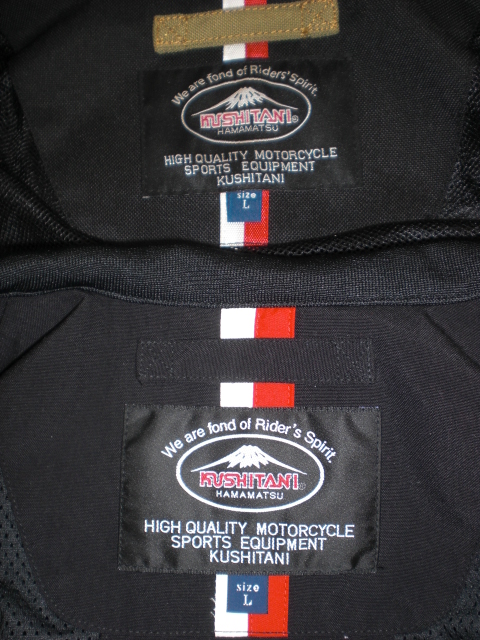 We are fond of Riders' Spirit.
KUSHITANI®
HAMAMATSU
HIGH QUALITY MOTORCYCLE
SPORTS EQUIPMENT
KUSHITANI
size
L
We are fond of Rider's Spirit.
KUSHITANI®
HAMAMATSU
HIGH QUALITY MOTORCYCLE
SPORTS EQUIPMENT
KUSHITANI
size
L